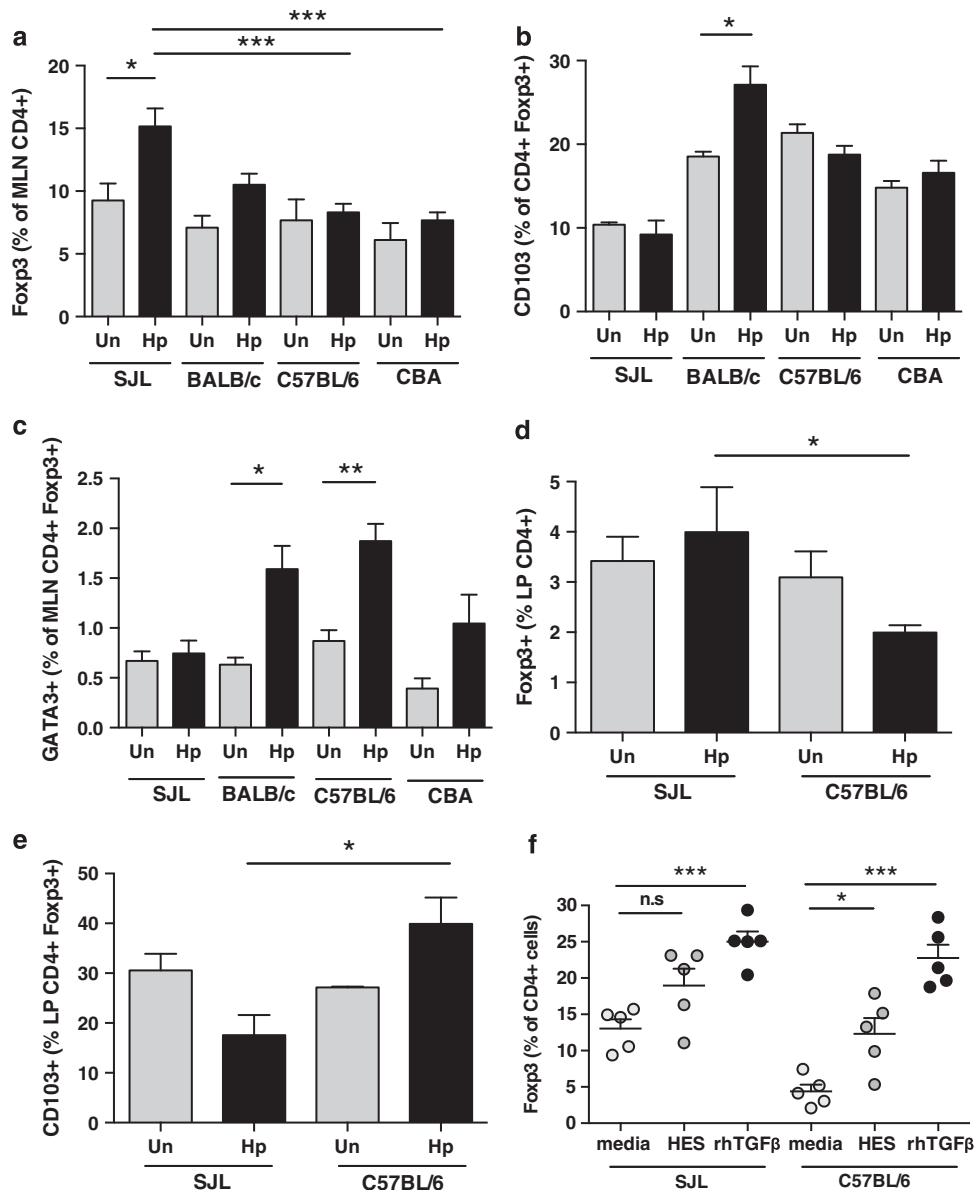 a
***
***
*
Foxp3 (% of MLN CD4+)
20
15
10
5
0
Un Hp Un Hp Un Hp Un Hp
SJL BALB/c C57BL/6 CBA
b
*
CD103 (% of CD4+ Foxp3+)
30
20
10
0
Un Hp Un Hp Un Hp Un Hp
SJL BALB/c C57BL/6 CBA
c
* **
GATA3+ (% of MLN CD4+ Foxp3+)
2.5
2.0
1.5
1.0
0.5
0.0
Un Hp Un Hp Un Hp Un Hp
SJL BALB/c C57BL/6 CBA
d
*
Foxp3+ (% LP CD4+)
5
4
3
2
1
0
Un Hp Un Hp
SJL C57BL/6
e
*
CD103+ (% LP CD4+ Foxp3+)
50
40
30
20
10
0
Un Hp Un Hp
SJL C57BL/6
f
*** ***
n.s *
Foxp3 (% of CD4+ cells)
30
25
20
15
10
5
0
media HES rhTGFβ media HES rhTGFβ
SJL C57BL/6